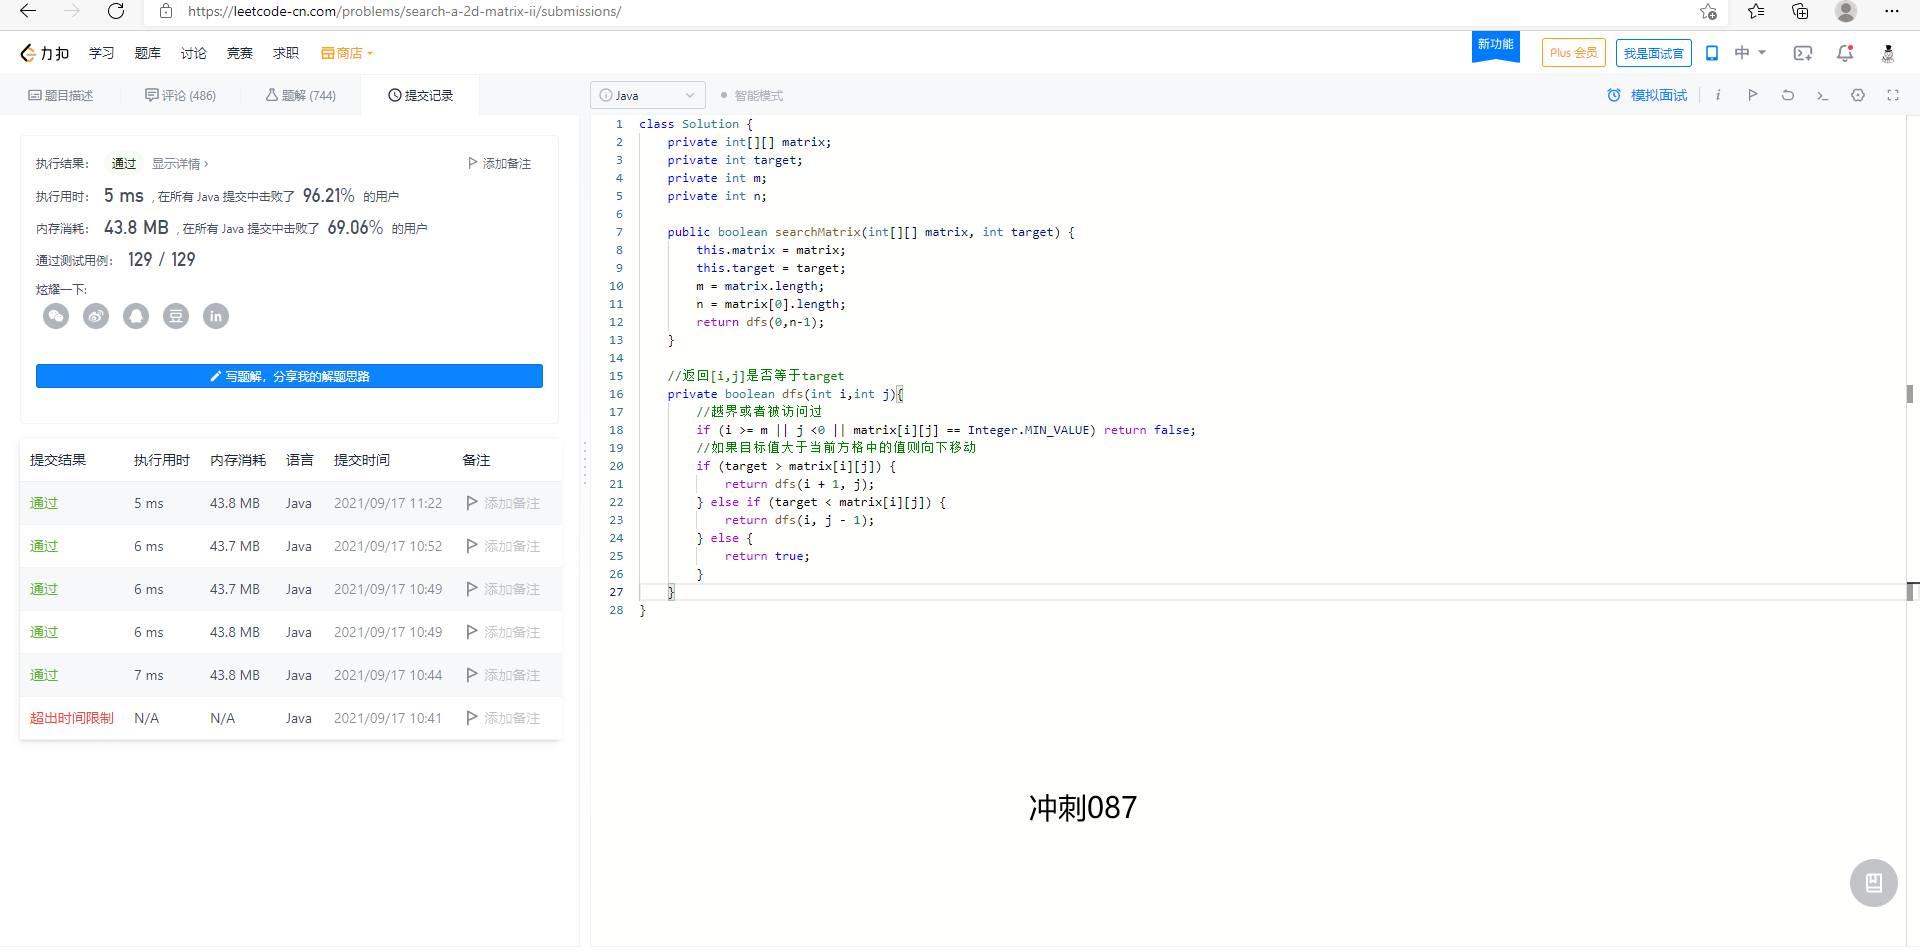 https://leetcode-cn.com/problems/search-a-2d-matrix-ii/submissions/
力扣 学习 题库 讨论 竞赛 求职 商店 新功能 Plus 会员 我是面试官 中
题目描述 评论 (486) 题解 (744) 提交记录
Java 智能模式 模拟面试
执行结果： 通过 显示详情 › 添加备注
执行用时： 5 ms , 在所有 Java 提交中击败了 96.21% 的用户
内存消耗： 43.8 MB , 在所有 Java 提交中击败了 69.06% 的用户
通过测试用例： 129 / 129
炫耀一下:
豆 in
写题解，分享我的解题思路
提交结果 执行用时 内存消耗 语言 提交时间 备注
通过 5 ms 43.8 MB Java 2021/09/17 11:22 添加备注
通过 6 ms 43.7 MB Java 2021/09/17 10:52 添加备注
通过 6 ms 43.7 MB Java 2021/09/17 10:49 添加备注
通过 6 ms 43.8 MB Java 2021/09/17 10:49 添加备注
通过 7 ms 43.8 MB Java 2021/09/17 10:44 添加备注
超出时间限制 N/A N/A Java 2021/09/17 10:41 添加备注
1 class Solution {
2     private int[][] matrix;
3     private int target;
4     private int m;
5     private int n;
6
7     public boolean searchMatrix(int[][] matrix, int target) {
8         this.matrix = matrix;
9         this.target = target;
10         m = matrix.length;
11         n = matrix[0].length;
12         return dfs(0,n-1);
13     }
14
15     //返回[i,j]是否等于target
16     private boolean dfs(int i,int j){
17         //越界或者被访问过
18         if (i >= m || j <0 || matrix[i][j] == Integer.MIN_VALUE) return false;
19         //如果目标值大于当前方格中的值则向下移动
20         if (target > matrix[i][j]) {
21             return dfs(i + 1, j);
22         } else if (target < matrix[i][j]) {
23             return dfs(i, j - 1);
24         } else {
25             return true;
26         }
27     }
28 }
冲刺087